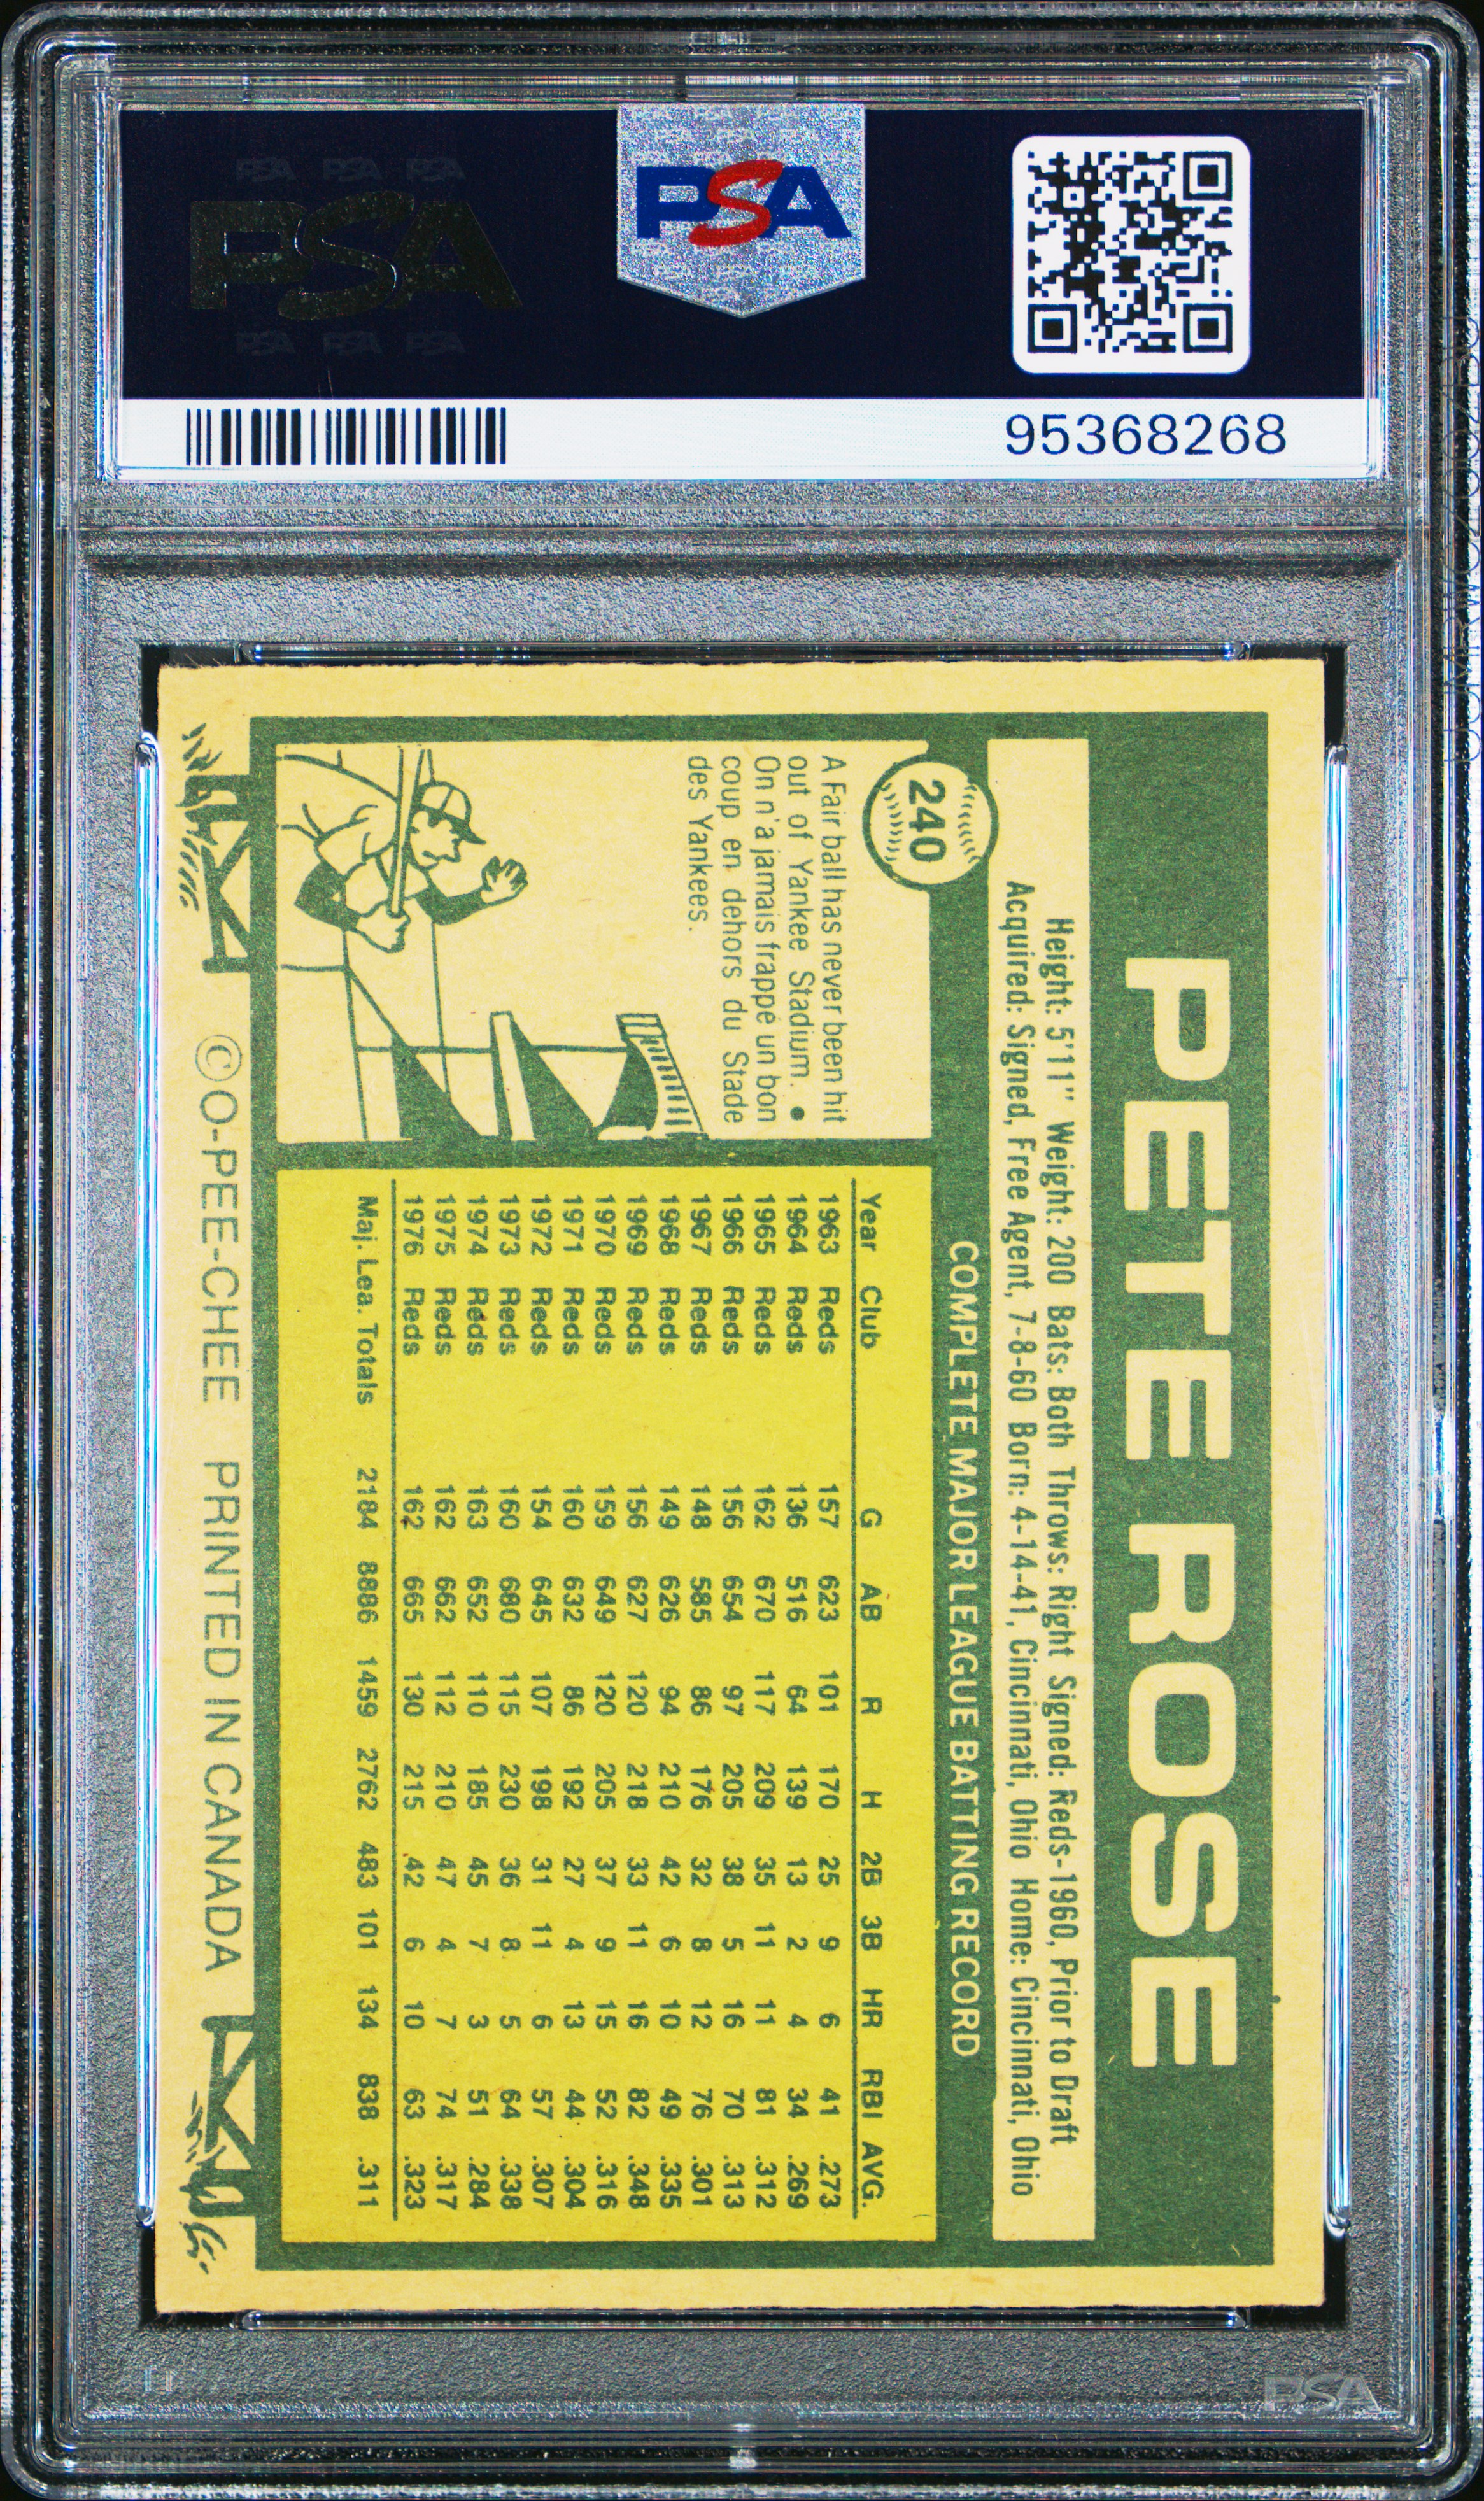 PSA PSA PSA
PSA
PSA PSA PSA
PSA
95368268
PETE ROSE
Height: 5'11" Weight: 200 Bats: Both Throws: Right Signed: Reds-1960, Prior to Draft
Acquired: Signed, Free Agent, 7-8-60 Born: 4-14-41, Cincinnati, Ohio Home: Cincinnati, Ohio
240
A Fair ball has never been hit
out of Yankee Stadium. ●
On n'a jamais frappé un bon
coup en dehors du Stade
des Yankees.
COMPLETE MAJOR LEAGUE BATTING RECORD
Year Club G AB R H 2B 3B HR RBI AVG.
1963 Reds 157 623 101 170 25 9 6 41 .273
1964 Reds 136 516 64 139 13 2 4 34 .269
1965 Reds 162 670 117 209 35 11 11 81 .312
1966 Reds 156 654 97 205 38 5 16 70 .313
1967 Reds 148 585 86 176 32 8 12 76 .301
1968 Reds 149 626 94 210 42 6 10 49 .335
1969 Reds 156 627 120 218 33 11 16 82 .348
1970 Reds 159 649 120 205 37 9 15 52 .316
1971 Reds 160 632 86 192 27 4 13 44 .304
1972 Reds 154 645 107 198 31 11 6 57 .307
1973 Reds 160 680 115 230 36 8 5 64 .338
1974 Reds 163 652 110 185 45 7 3 51 .284
1975 Reds 162 662 112 210 47 4 7 74 .317
1976 Reds 162 665 130 215 42 6 10 63 .323
Maj. Lea. Totals 2184 8886 1459 2762 483 101 134 838 .311
©O-PEE-CHEE PRINTED IN CANADA
PSA